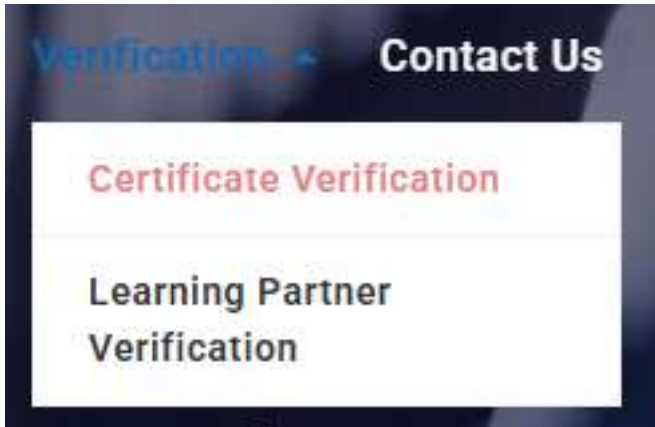 Verification Contact Us
Certificate Verification
Learning Partner
Verification